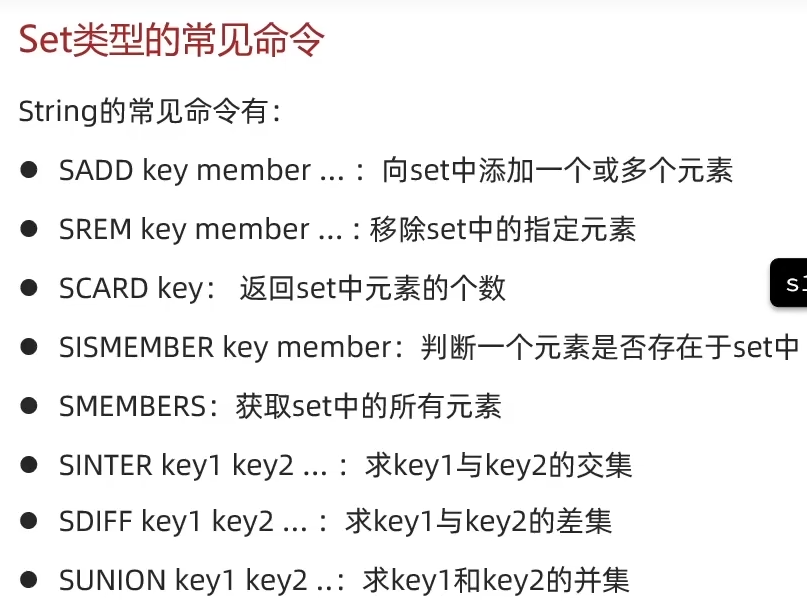 Set类型的常见命令
String的常见命令有：
● SADD key member ... ：向set中添加一个或多个元素
● SREM key member ... : 移除set中的指定元素
● SCARD key： 返回set中元素的个数
● SISMEMBER key member：判断一个元素是否存在于set中
● SMEMBERS：获取set中的所有元素
● SINTER key1 key2 ... ：求key1与key2的交集
● SDIFF key1 key2 ... ：求key1与key2的差集
● SUNION key1 key2 ..：求key1和key2的并集